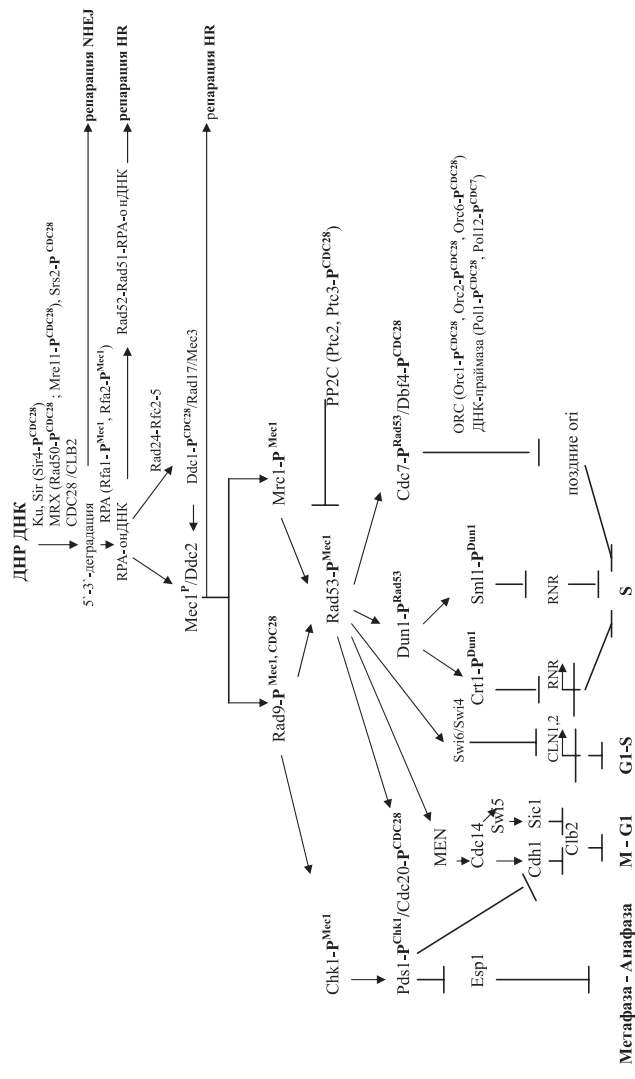 ДНР ДНК
Ku, Sir (Sir4-P^CDC28)
MRX (Rad50-P^CDC28 ; Mre11-P^CDC28), Srs2-P^CDC28
CDC28 /CLB2
5`-3`-деградация
репарация NHEJ
RPA (Rfa1-P^Mec1, Rfa2-P^Mec1)
RPA-онДНК
Rad52-Rad51-RPA-онДНК
репарация HR
Rad24-Rfc2-5
Mec1^P/Ddc2
Ddc1-P^CDC28/Rad17/Mec3
репарация HR
Rad9-P^Mec1, CDC28
Mrc1-P^Mec1
PP2C (Ptc2, Ptc3-P^CDC28)
Chk1-P^Mec1
Rad53-P^Mec1
Pds1-P^Chk1/Cdc20-P^CDC28
Dun1-P^Rad53
Cdc7-P^Rad53/Dbf4-P^CDC28
MEN
Swi6/Swi4
Crt1-P^Dun1
Sml1-P^Dun1
ORC (Orc1-P^CDC28, Orc2-P^CDC28, Orc6-P^CDC28)
ДНК-праймаза (Pol1-P^CDC28, Pol12-P^CDC7)
Esp1
Cdc14
Swi5
Cdh1
Sic1
Clb2
CLN1,2
RNR
RNR
поздние ori
Метафаза - Анафаза
M - G1
G1-S
S